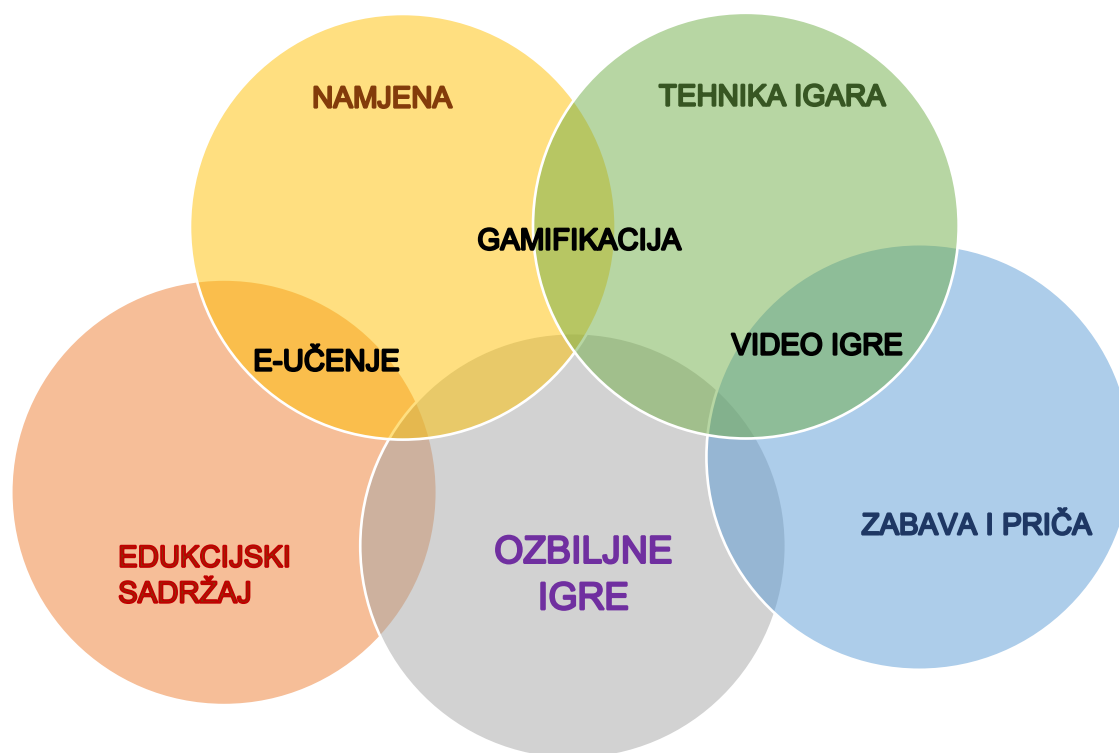 NAMJENA
TEHNIKA IGARA
GAMIFIKACIJA
VIDEO IGRE
E-UČENJE
ZABAVA I PRIČA
EDUKCIJSKI
SADRŽAJ
OZBILJNE
IGRE